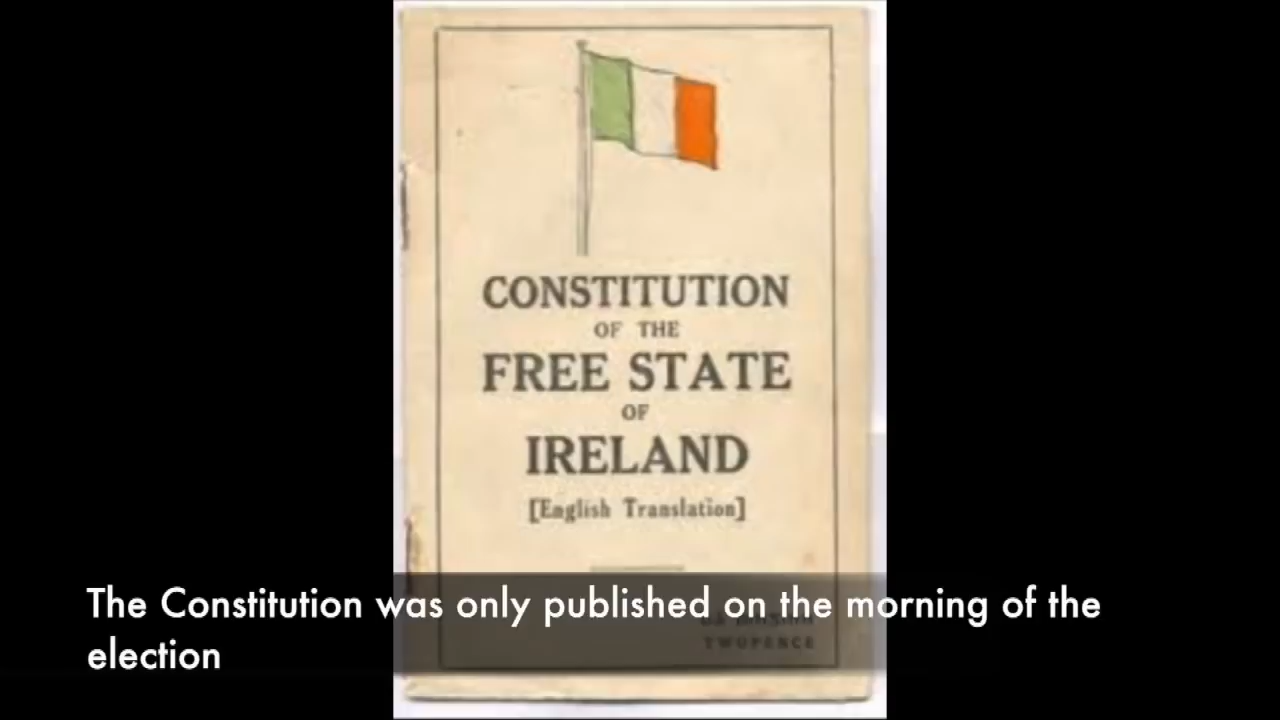 CONSTITUTION
OF THE
FREE STATE
OF
IRELAND
[English Translation]
TWOPENCE
The Constitution was only published on the morning of the
election